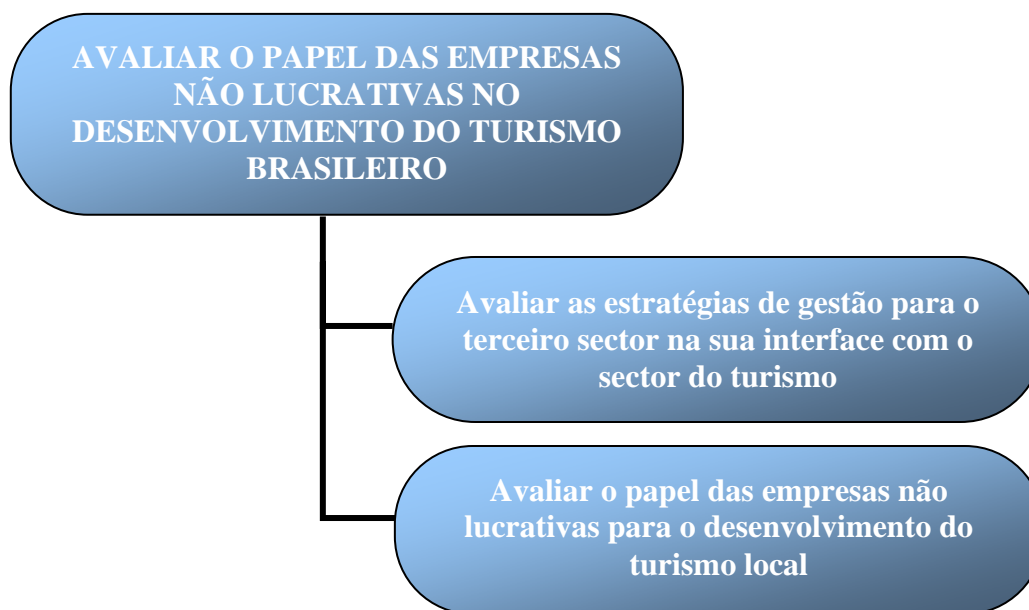 AVALIAR O PAPEL DAS EMPRESAS
NÃO LUCRATIVAS NO
DESENVOLVIMENTO DO TURISMO
BRASILEIRO
Avaliar as estratégias de gestão para o
terceiro sector na sua interface com o
sector do turismo
Avaliar o papel das empresas não
lucrativas para o desenvolvimento do
turismo local